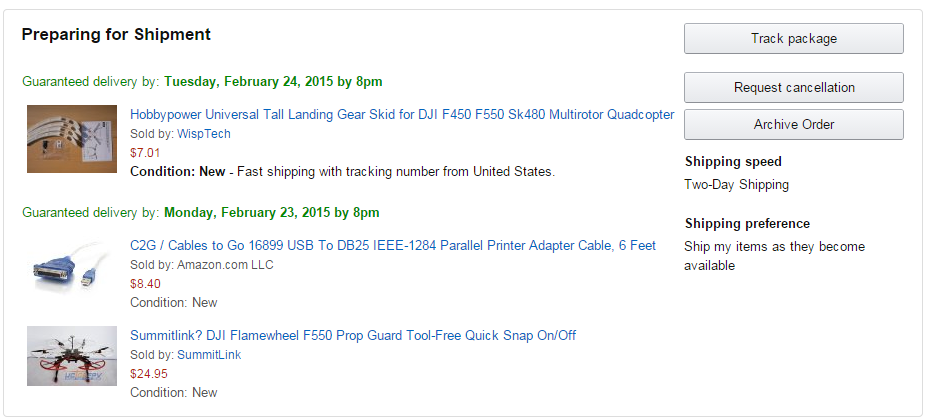 Preparing for Shipment
Track package
Guaranteed delivery by: Tuesday, February 24, 2015 by 8pm
Request cancellation
Hobbypower Universal Tall Landing Gear Skid for DJI F450 F550 Sk480 Multirotor Quadcopter
Archive Order
Sold by: WispTech
$7.01
Condition: New - Fast shipping with tracking number from United States.
Shipping speed
Two-Day Shipping
Guaranteed delivery by: Monday, February 23, 2015 by 8pm
Shipping preference
Ship my items as they become
available
C2G / Cables to Go 16899 USB To DB25 IEEE-1284 Parallel Printer Adapter Cable, 6 Feet
Sold by: Amazon.com LLC
$8.40
Condition: New
Summitlink? DJI Flamewheel F550 Prop Guard Tool-Free Quick Snap On/Off
Sold by: SummitLink
$24.95
Condition: New